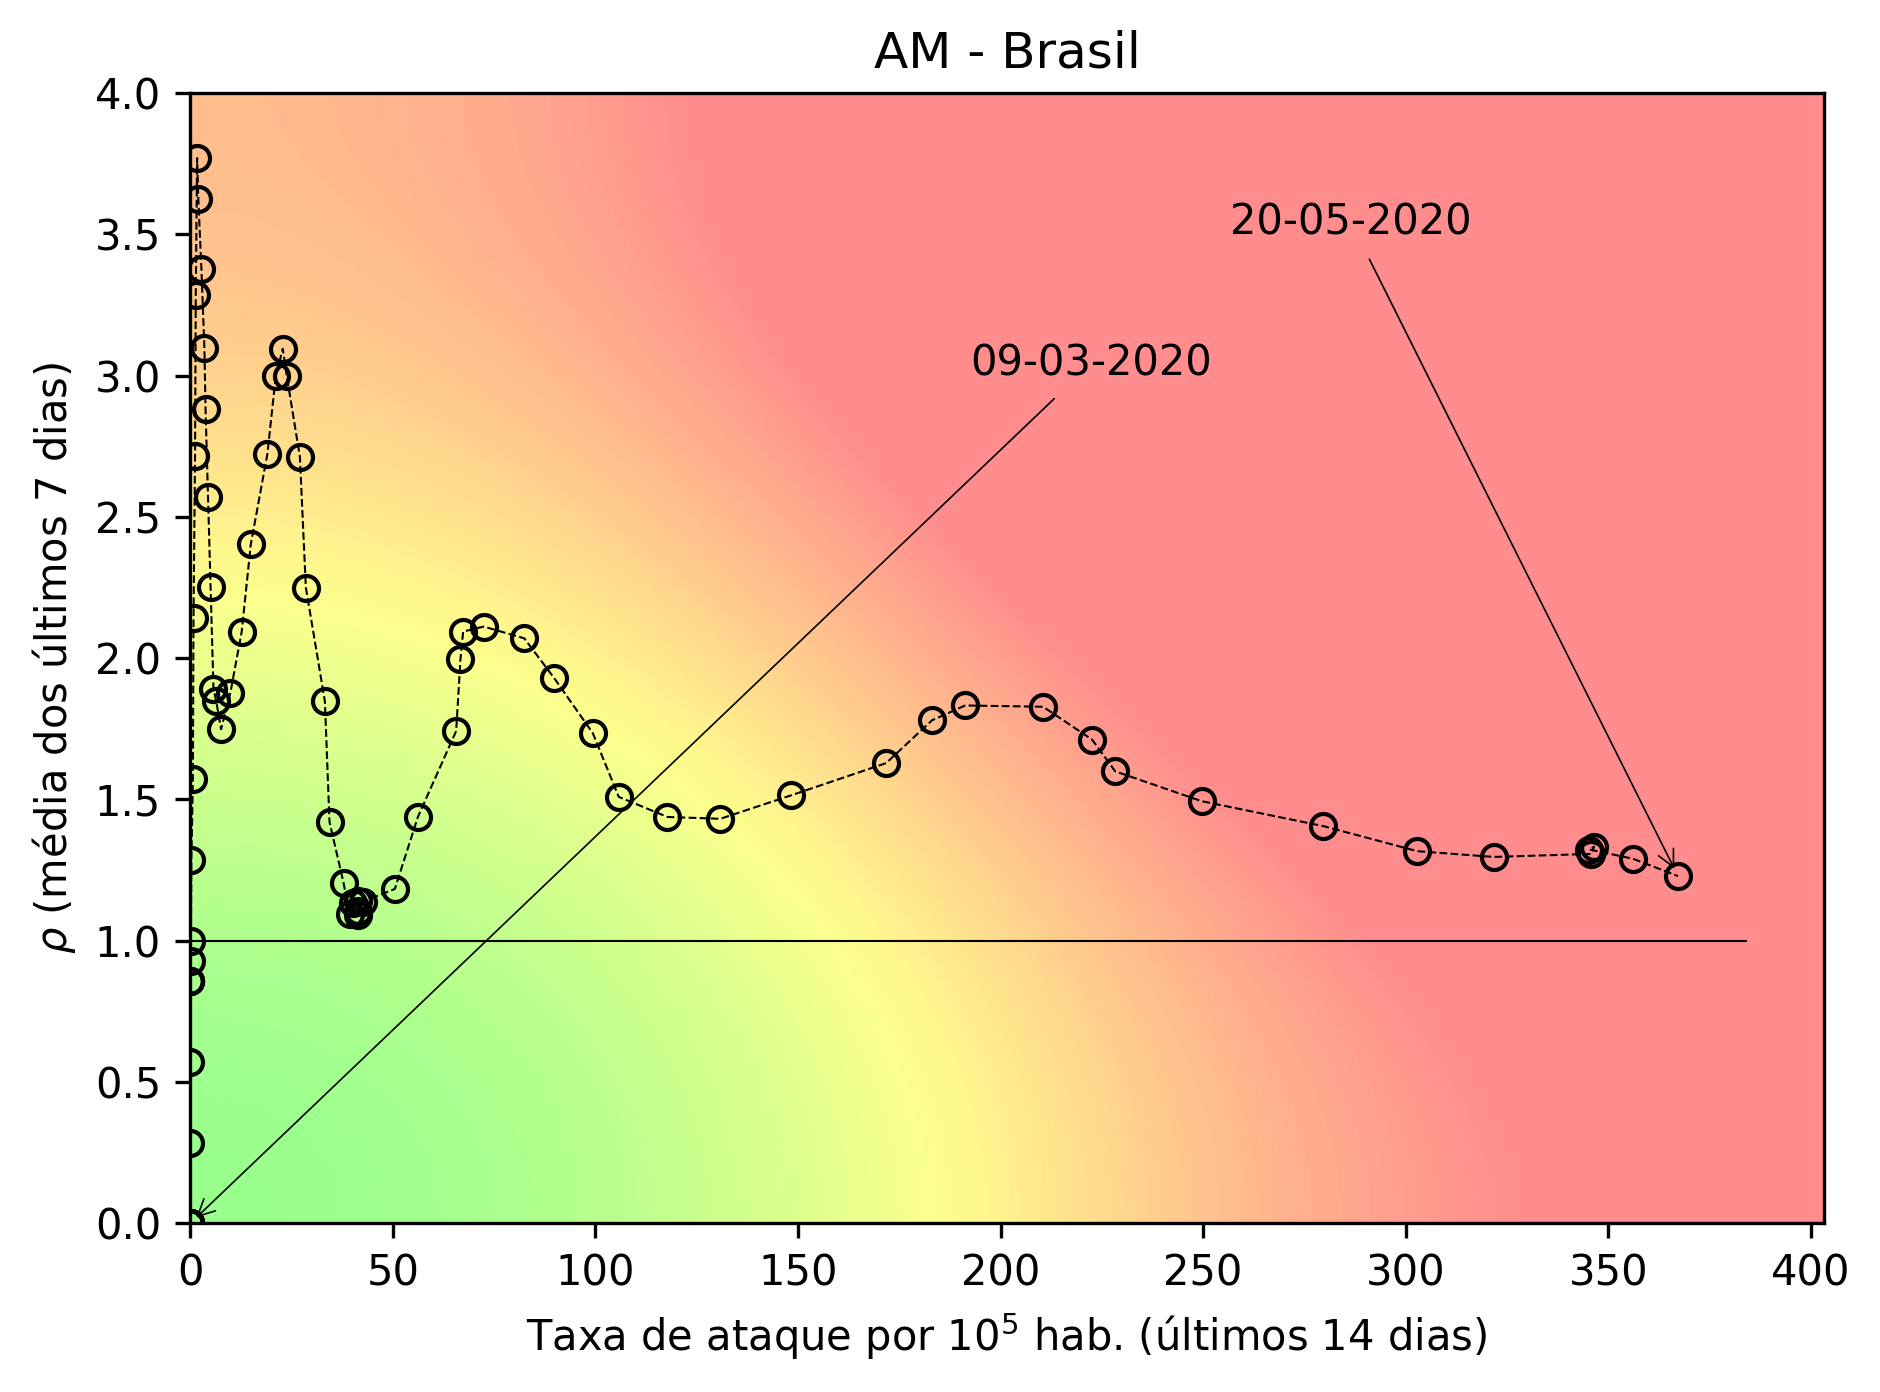 AM - Brasil
4.0
3.5
3.0
2.5
2.0
1.5
1.0
0.5
0.0
ρ (média dos últimos 7 dias)
20-05-2020
09-03-2020
0 50 100 150 200 250 300 350 400
Taxa de ataque por 10⁵ hab. (últimos 14 dias)